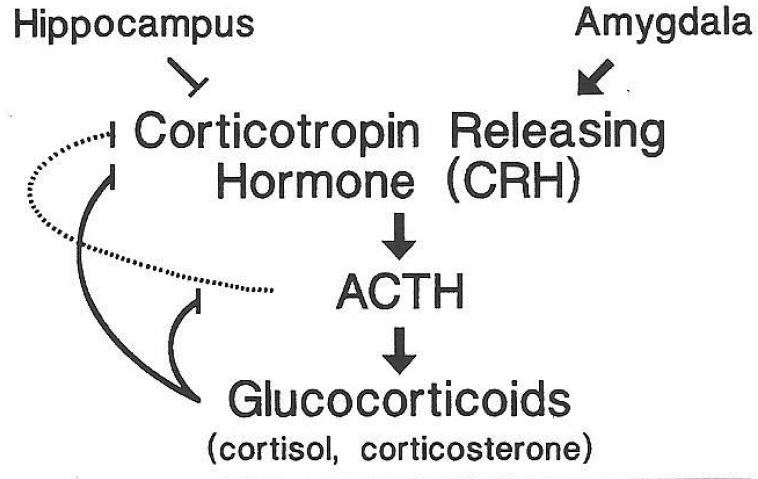 Hippocampus
Amygdala
Corticotropin Releasing
Hormone (CRH)
ACTH
Glucocorticoids
(cortisol, corticosterone)